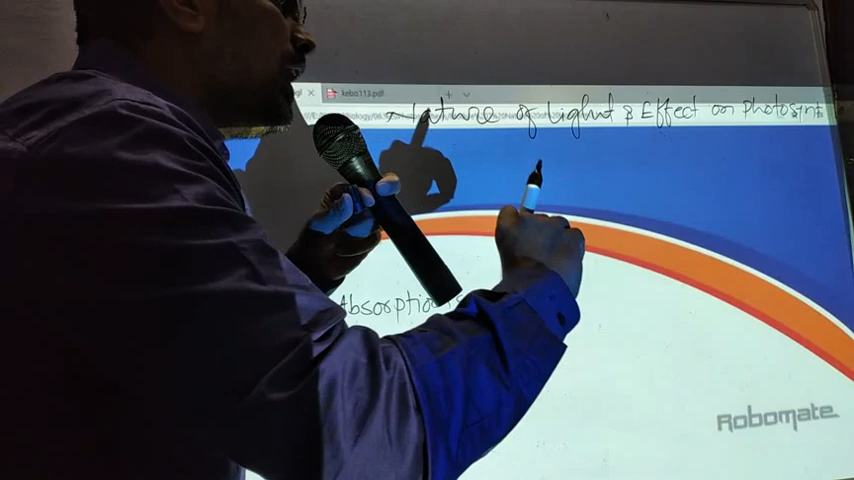 kebo113.pdf
Nature of Light & Effect on Photosynt
Absorption
Robomate